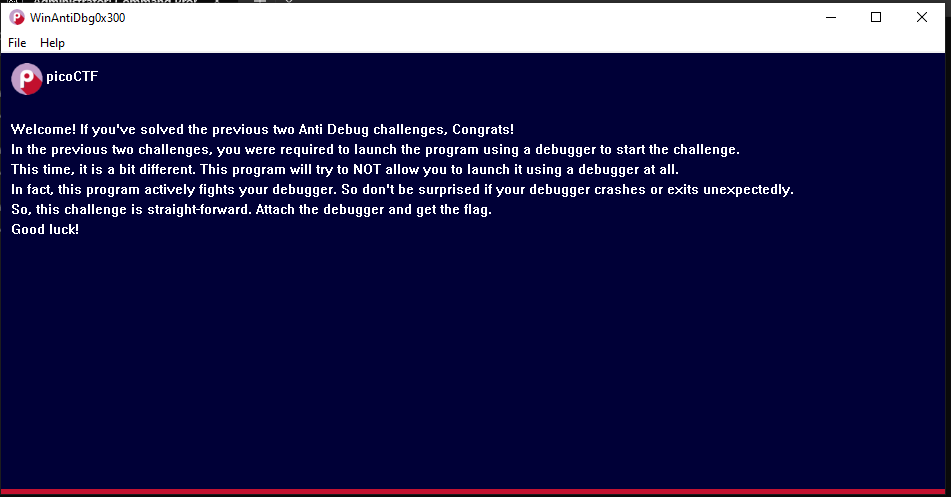 WinAntiDbg0x300
File Help
picoCTF
Welcome! If you've solved the previous two Anti Debug challenges, Congrats!
In the previous two challenges, you were required to launch the program using a debugger to start the challenge.
This time, it is a bit different. This program will try to NOT allow you to launch it using a debugger at all.
In fact, this program actively fights your debugger. So don't be surprised if your debugger crashes or exits unexpectedly.
So, this challenge is straight-forward. Attach the debugger and get the flag.
Good luck!